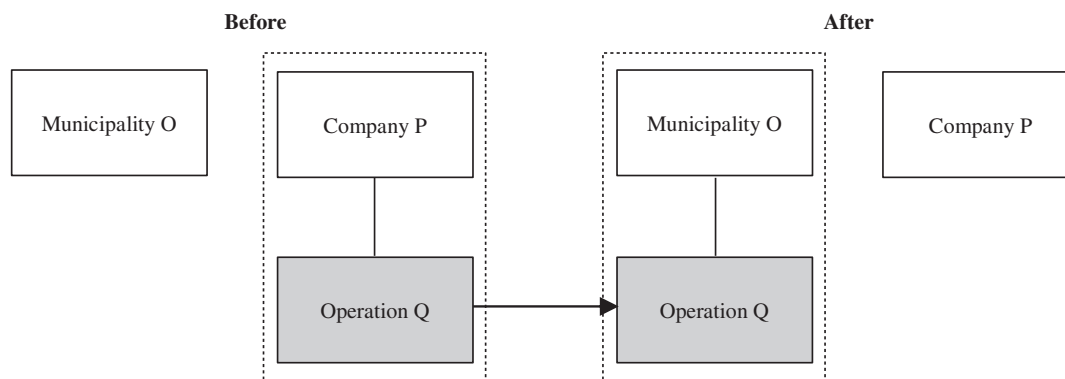 Before
After
Municipality O
Company P
Municipality O
Company P
Operation Q
Operation Q